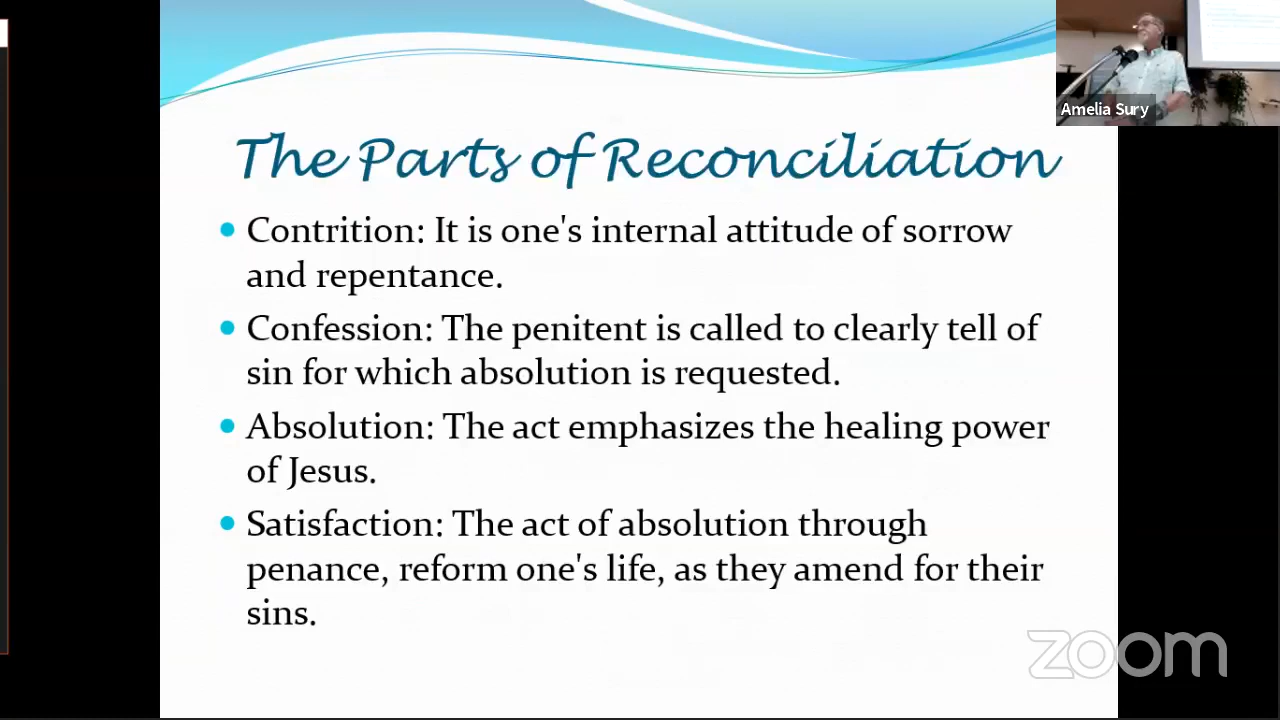 Amelia Sury
The Parts of Reconciliation
• Contrition: It is one's internal attitude of sorrow
and repentance.
• Confession: The penitent is called to clearly tell of
sin for which absolution is requested.
• Absolution: The act emphasizes the healing power
of Jesus.
• Satisfaction: The act of absolution through
penance, reform one's life, as they amend for their
sins.
zoom